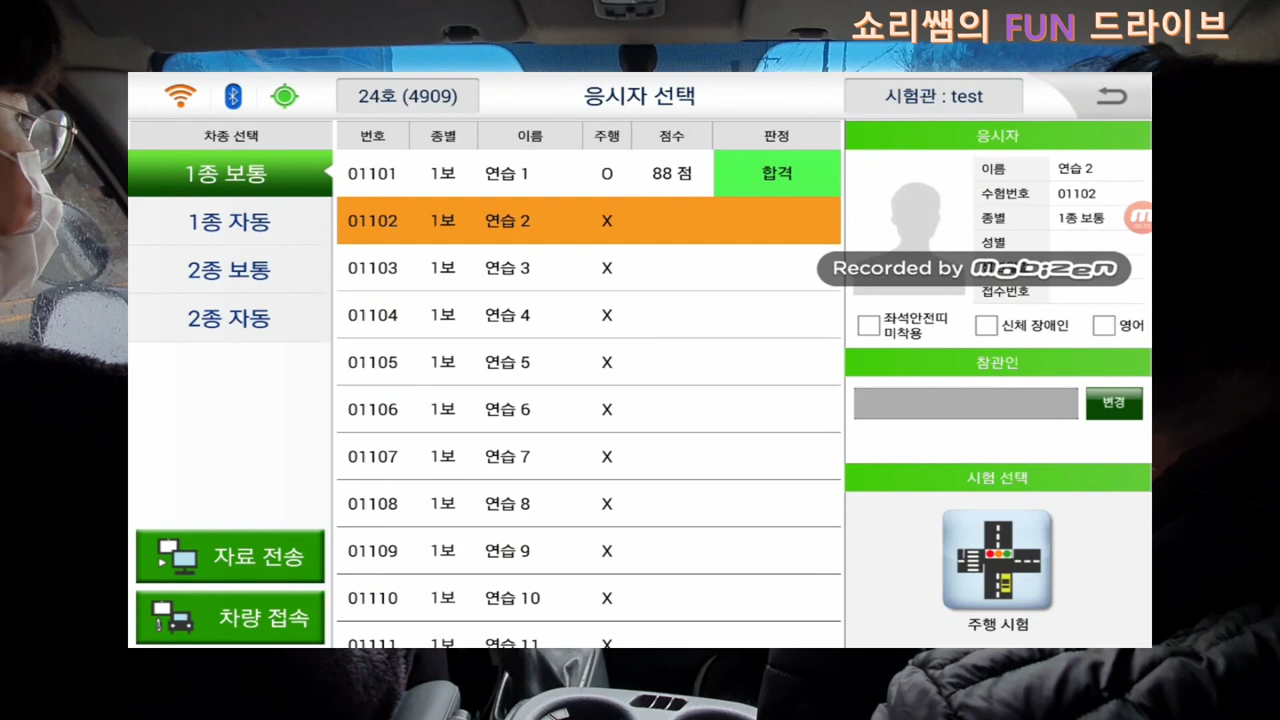 쇼리쌤의 FUN 드라이브
24호 (4909)
응시자 선택
시험관 : test
차종 선택
1종 보통
1종 자동
2종 보통
2종 자동
자료 전송
차량 접속
번호 종별 이름 주행 점수 판정
01101 1보 연습 1 O 88 점 합격
01102 1보 연습 2 X
01103 1보 연습 3 X
01104 1보 연습 4 X
01105 1보 연습 5 X
01106 1보 연습 6 X
01107 1보 연습 7 X
01108 1보 연습 8 X
01109 1보 연습 9 X
01110 1보 연습 10 X
01111 1보 연습 11 X
응시자
이름 연습 2
수험번호 01102
종별 1종 보통
성별
Recorded by mobizen
접수번호
좌석안전띠
미착용
신체 장애인
영어
참관인
변경
시험 선택
주행 시험